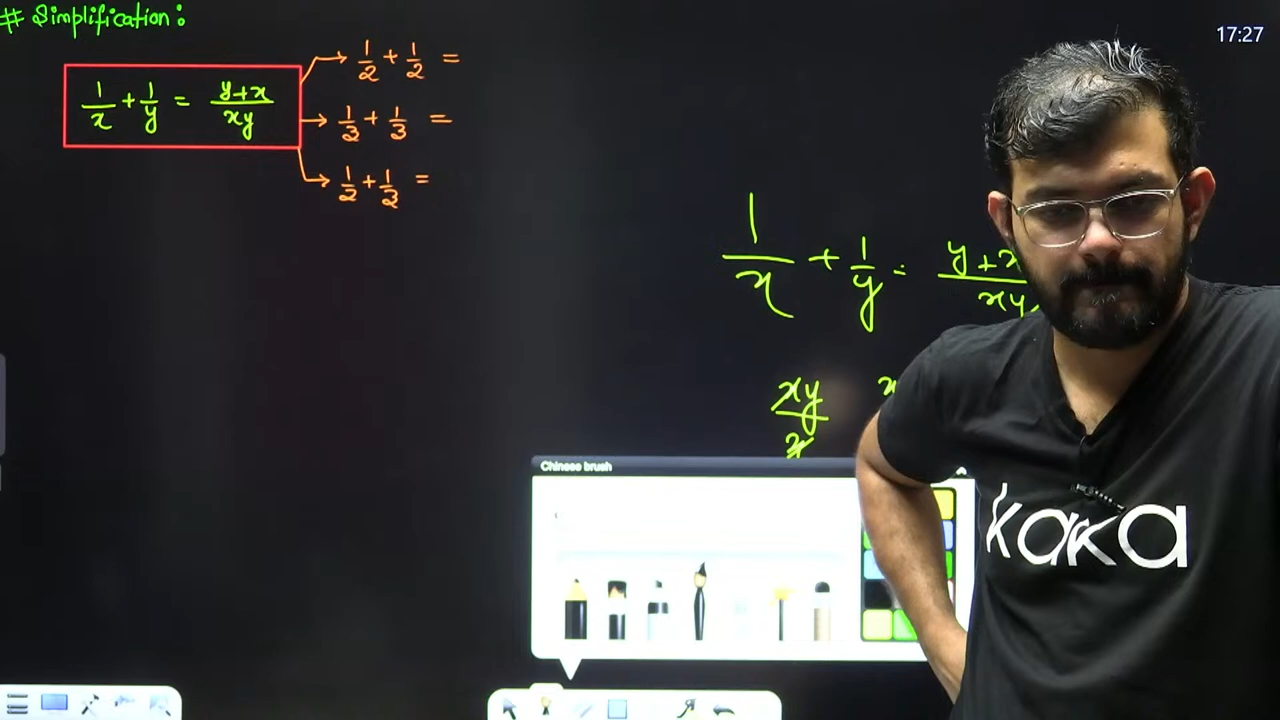 # Simplification:
17:27
1/x + 1/y = y+x/xy
→ 1/2 + 1/2 =
→ 1/3 + 1/3 =
→ 1/2 + 1/3 =
1/x + 1/y = y+x/xy
xy/x
Chinese brush
kaka